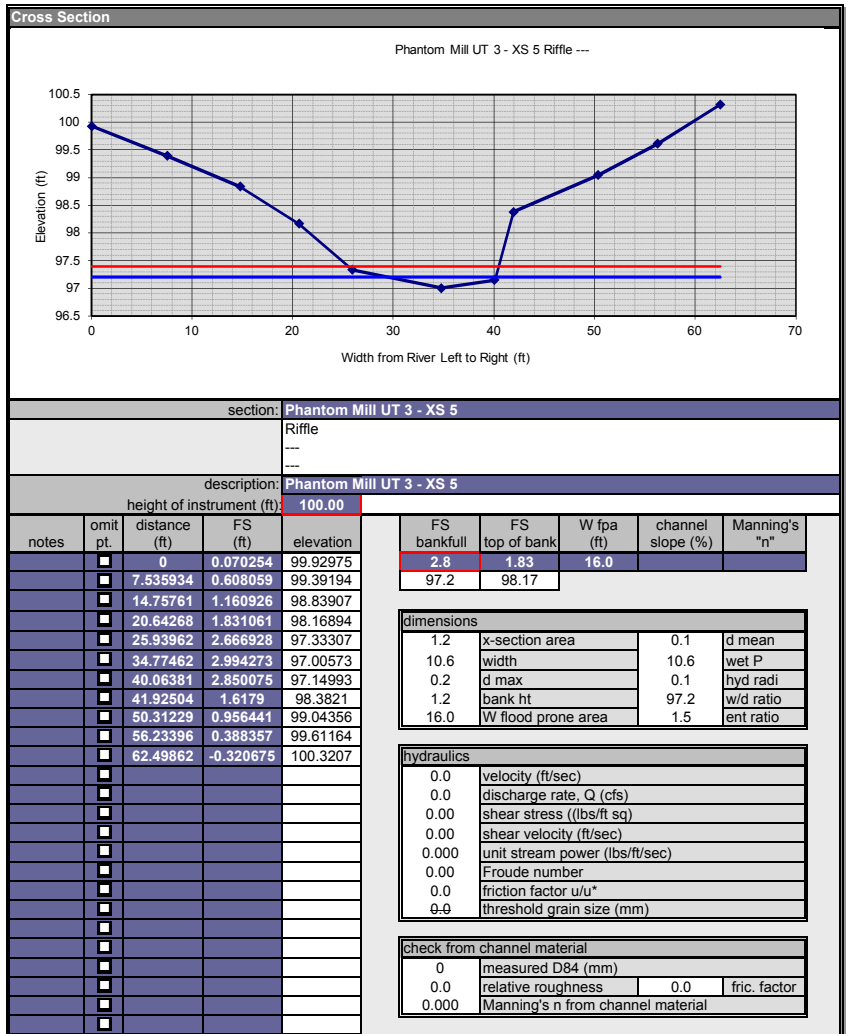 Cross Section
Phantom Mill UT 3 - XS 5 Riffle ---
100.5
100
99.5
99
98.5
98
97.5
97
96.5
Elevation (ft)
0 10 20 30 40 50 60 70
Width from River Left to Right (ft)
section: Phantom Mill UT 3 - XS 5
Riffle
---
---
description: Phantom Mill UT 3 - XS 5
height of instrument (ft): 100.00
notes omit pt. distance (ft) FS (ft) elevation
0 0.070254 99.92975
7.535934 0.608059 99.39194
14.75761 1.160926 98.83907
20.64268 1.831061 98.16894
25.93962 2.666928 97.33307
34.77462 2.994273 97.00573
40.06381 2.850075 97.14993
41.92504 1.6179 98.3821
50.31229 0.956441 99.04356
56.23396 0.388357 99.61164
62.49862 -0.320675 100.3207
FS bankfull FS top of bank W fpa (ft) channel slope (%) Manning's "n"
2.8 1.83 16.0
97.2 98.17
dimensions
1.2 x-section area 0.1 d mean
10.6 width 10.6 wet P
0.2 d max 0.1 hyd radi
1.2 bank ht 97.2 w/d ratio
16.0 W flood prone area 1.5 ent ratio
hydraulics
0.0 velocity (ft/sec)
0.0 discharge rate, Q (cfs)
0.00 shear stress ((lbs/ft sq)
0.00 shear velocity (ft/sec)
0.000 unit stream power (lbs/ft/sec)
0.00 Froude number
0.0 friction factor u/u*
0.0 threshold grain size (mm)
check from channel material
0 measured D84 (mm)
0.0 relative roughness 0.0 fric. factor
0.000 Manning's n from channel material